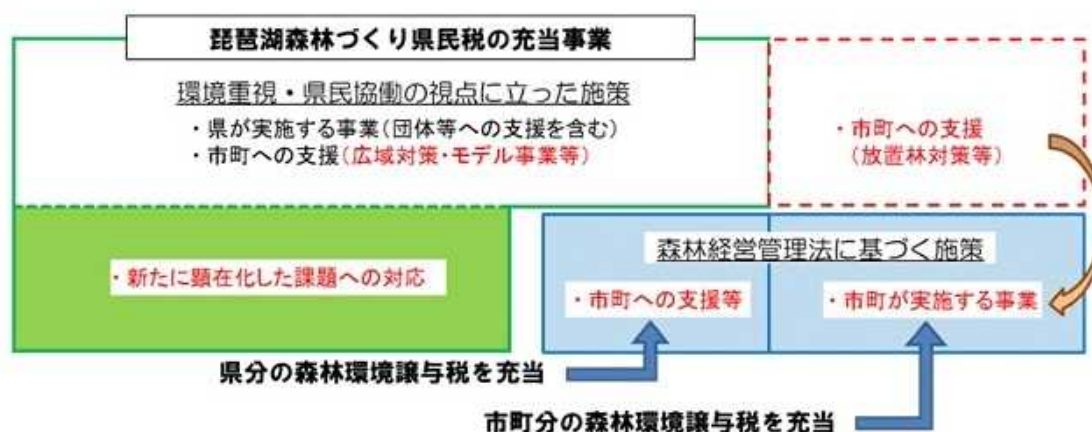 琵琶湖森林づくり県民税の充当事業
環境重視・県民協働の視点に立った施策
・県が実施する事業(団体等への支援を含む)
・市町への支援(広域対策・モデル事業等)
・市町への支援
(放置林対策等)
・新たに顕在化した課題への対応
森林経営管理法に基づく施策
・市町への支援等
・市町が実施する事業
県分の森林環境譲与税を充当
市町分の森林環境譲与税を充当